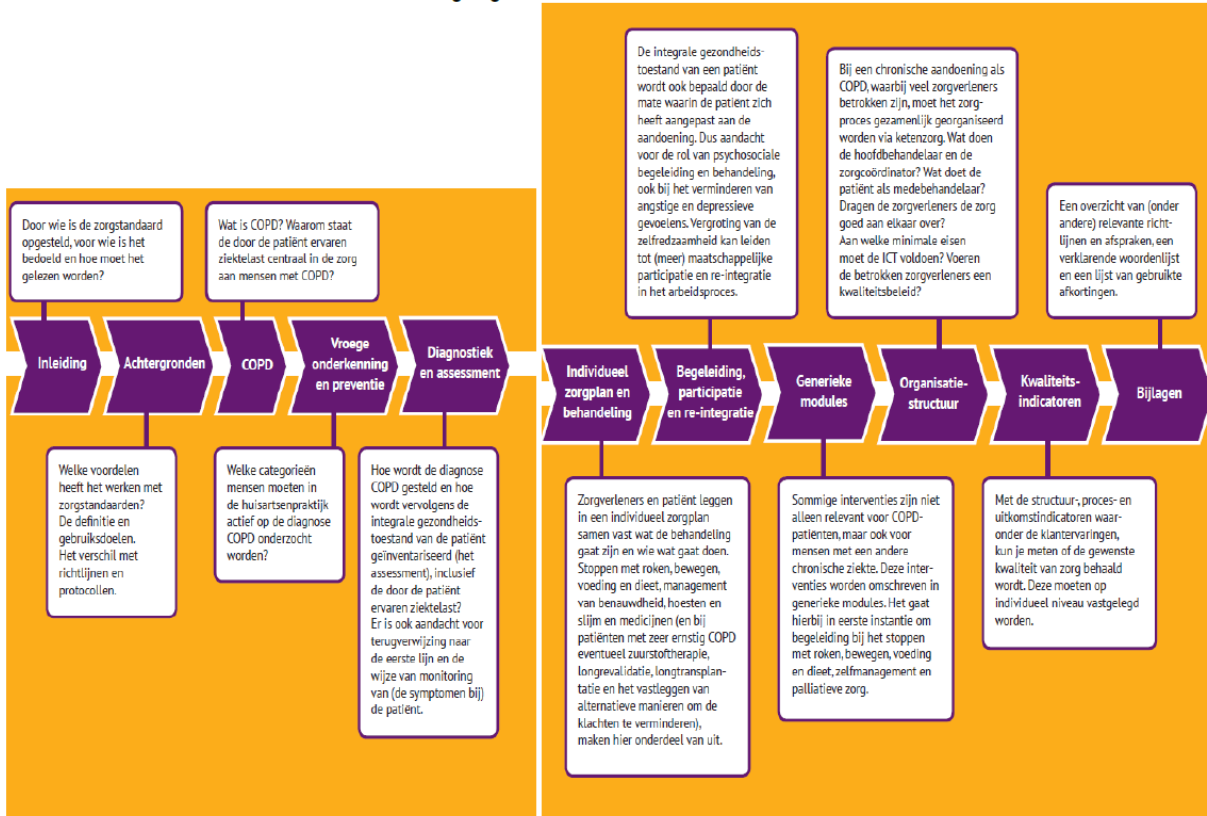 Door wie is de zorgstandaard
opgesteld, voor wie is het
bedoeld en hoe moet het
gelezen worden?
Wat is COPD? Waarom staat
de door de patiënt ervaren
ziektelast centraal in de zorg
aan mensen met COPD?
Inleiding
Achtergronden
COPD
Vroege
onderkenning
en preventie
Diagnostiek
en assessment
Welke voordelen
heeft het werken met
zorgstandaarden?
De definitie en
gebruiksdoelen.
Het verschil met
richtlijnen en
protocollen.
Welke categorieën
mensen moeten in
de huisartsenpraktijk
actief op de diagnose
COPD onderzocht
worden?
Hoe wordt de diagnose
COPD gesteld en hoe
wordt vervolgens de
integrale gezondheids-
toestand van de patiënt
geïnventariseerd (het
assessment), inclusief
de door de patiënt
ervaren ziektelast?
Er is ook aandacht voor
terugverwijzing naar
de eerste lijn en de
wijze van monitoring
van (de symptomen bij)
de patiënt.
De integrale gezondheids-
toestand van een patiënt
wordt ook bepaald door de
mate waarin de patiënt zich
heeft aangepast aan de
aandoening. Dus aandacht
voor de rol van psychosociale
begeleiding en behandeling,
ook bij het verminderen van
angstige en depressieve
gevoelens. Vergroting van de
zelfredzaamheid kan leiden
tot (meer) maatschappelijke
participatie en re-integratie
in het arbeidsproces.
Bij een chronische aandoening als
COPD, waarbij veel zorgverleners
betrokken zijn, moet het zorg-
proces gezamenlijk georganiseerd
worden via ketenzorg. Wat doen
de hoofdbehandelaar en de
zorgcoördinator? Wat doet de
patiënt als medebehandelaar?
Dragen de zorgverleners de zorg
goed aan elkaar over?
Aan welke minimale eisen
moet de ICT voldoen? Voeren
de betrokken zorgverleners een
kwaliteitsbeleid?
Een overzicht van (onder
andere) relevante richt-
lijnen en afspraken, een
verklarende woordenlijst
en een lijst van gebruikte
afkortingen.
Individueel
zorgplan en
behandeling
Begeleiding,
participatie
en re-integratie
Generieke
modules
Organisatie-
structuur
Kwaliteits-
indicatoren
Bijlagen
Zorgverleners en patiënt leggen
in een individueel zorgplan
samen vast wat de behandeling
gaat zijn en wie wat gaat doen.
Stoppen met roken, bewegen,
voeding en dieet, management
van benauwdheid, hoesten en
slijm en medicijnen (en bij
patiënten met zeer ernstig COPD
eventueel zuurstoftherapie,
longrevalidatie, longtransplan-
tatie en het vastleggen van
alternatieve manieren om de
klachten te verminderen),
maken hier onderdeel van uit.
Sommige interventies zijn niet
alleen relevant voor COPD-
patiënten, maar ook voor
mensen met een andere
chronische ziekte. Deze inter-
venties worden omschreven in
generieke modules. Het gaat
hierbij in eerste instantie om
begeleiding bij het stoppen
met roken, bewegen, voeding
en dieet, zelfmanagement en
palliatieve zorg.
Met de structuur-, proces- en
uitkomstindicatoren waar-
onder de klantervaringen,
kun je meten of de gewenste
kwaliteit van zorg behaald
wordt. Deze moeten op
individueel niveau vastgelegd
worden.